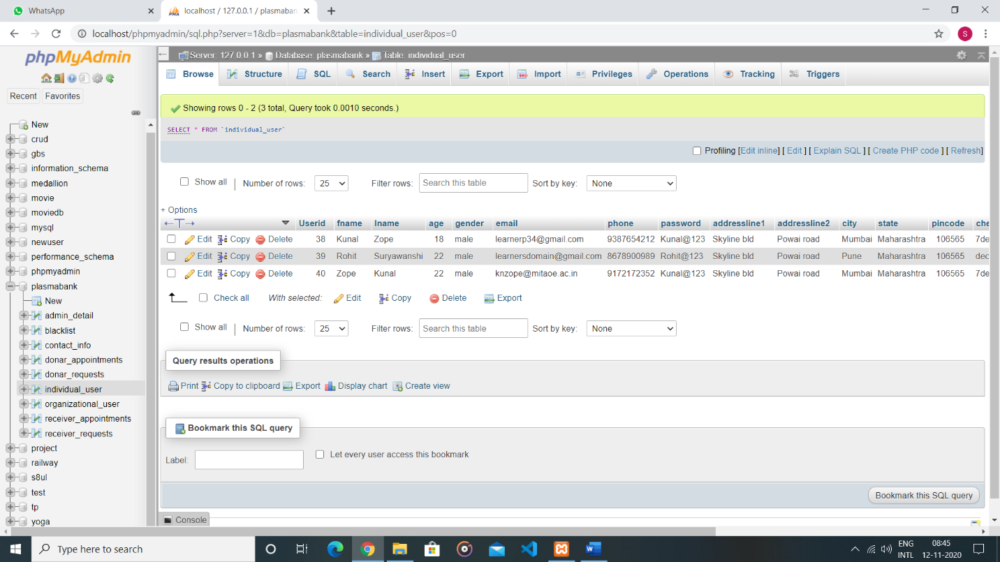 WhatsApp
localhost / 127.0.0.1 / plasmaban
localhost/phpmyadmin/sql.php?server=1&db=plasmabank&table=individual_user&pos=0
S
phpMyAdmin
Recent
Favorites
New
crud
gbs
information_schema
medallion
movie
moviedb
mysql
newuser
performance_schema
phpmyadmin
plasmabank
New
admin_detail
blacklist
contact_info
donar_appointments
donar_requests
individual_user
organizational_user
receiver_appointments
receiver_requests
project
railway
s8ul
test
tp
yoga
Server: 127.0.0.1 » Database: plasmabank » Table: individual_user
Browse Structure SQL Search Insert Export Import Privileges Operations Tracking Triggers
Showing rows 0 - 2 (3 total, Query took 0.0010 seconds.)
SELECT * FROM `individual_user`
Profiling [Edit inline] [ Edit ] [ Explain SQL ] [ Create PHP code ] [ Refresh]
Show all | Number of rows: 25 Filter rows: Search this table Sort by key: None
+ Options
←T→ Userid fname lname age gender email phone password addressline1 addressline2 city state pincode che
Edit Copy Delete 38 Kunal Zope 18 male learnerp34@gmail.com 9387654212 Kunal@123 Skyline bld Powai road Mumbai Maharashtra 106565 7de
Edit Copy Delete 39 Rohit Suryawanshi 22 male learnersdomain@gmail.com 8678900989 Rohit@123 Skyline bld Powai road Pune Maharashtra 106565 dec
Edit Copy Delete 40 Zope Kunal 22 male knzope@mitaoe.ac.in 9172172352 Kunal@123 Skyline bld Powai road Mumbai Maharashtra 106565 7de
Check all With selected: Edit Copy Delete Export
Show all | Number of rows: 25 Filter rows: Search this table Sort by key: None
Query results operations
Print Copy to clipboard Export Display chart Create view
Bookmark this SQL query
Label: Let every user access this bookmark
Bookmark this SQL query
Console
Type here to search
ENG
INTL
08:45
12-11-2020